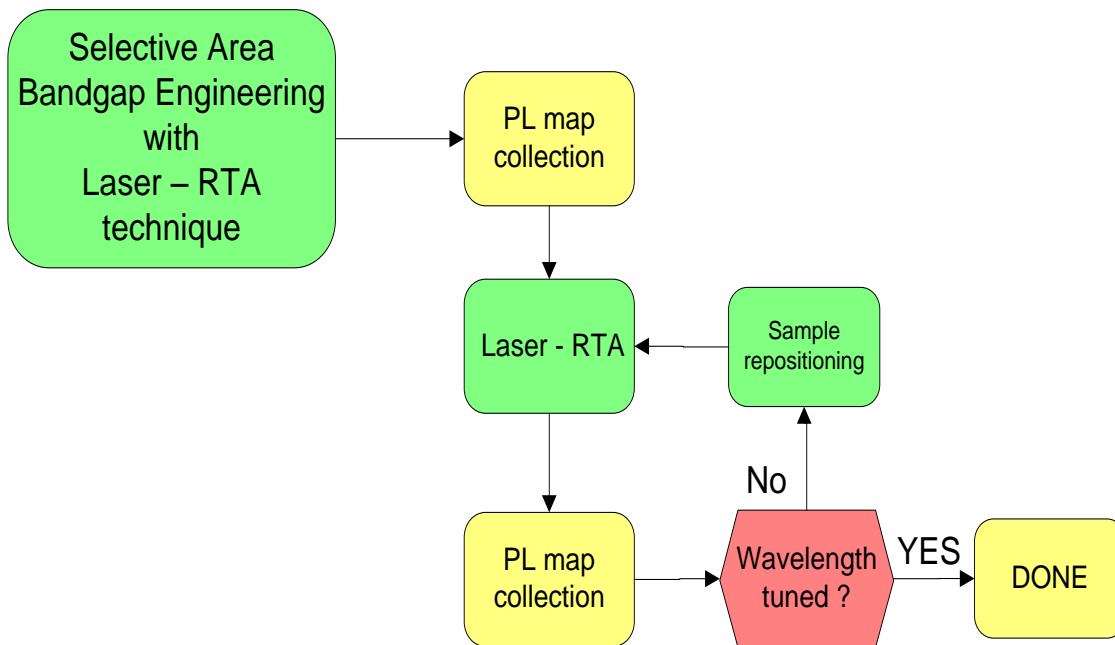 Selective Area
Bandgap Engineering
with
Laser – RTA
technique
PL map
collection
Laser - RTA
Sample
repositioning
No
PL map
collection
Wavelength
tuned ?
YES
DONE